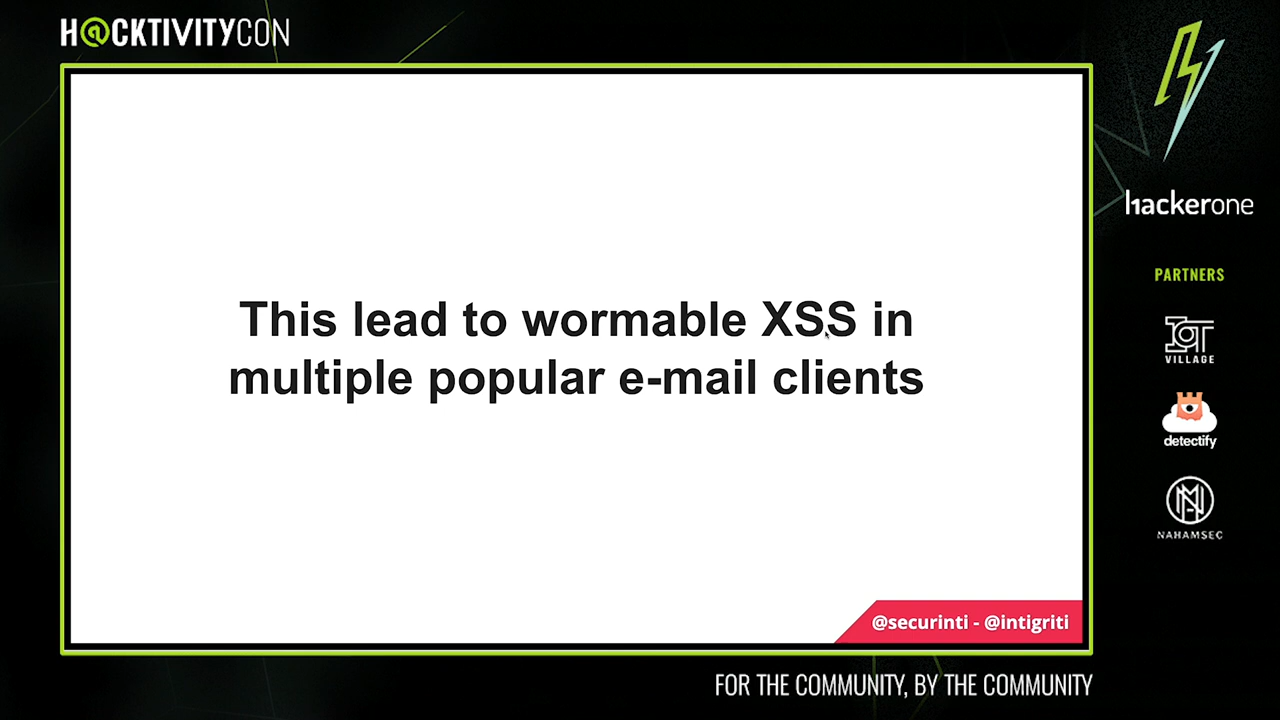 H@CKTIVITYCON
This lead to wormable XSS in
multiple popular e-mail clients
@securinti - @intigriti
hackerone
PARTNERS
IOT
VILLAGE
detectify
NAHAMSEC
FOR THE COMMUNITY, BY THE COMMUNITY